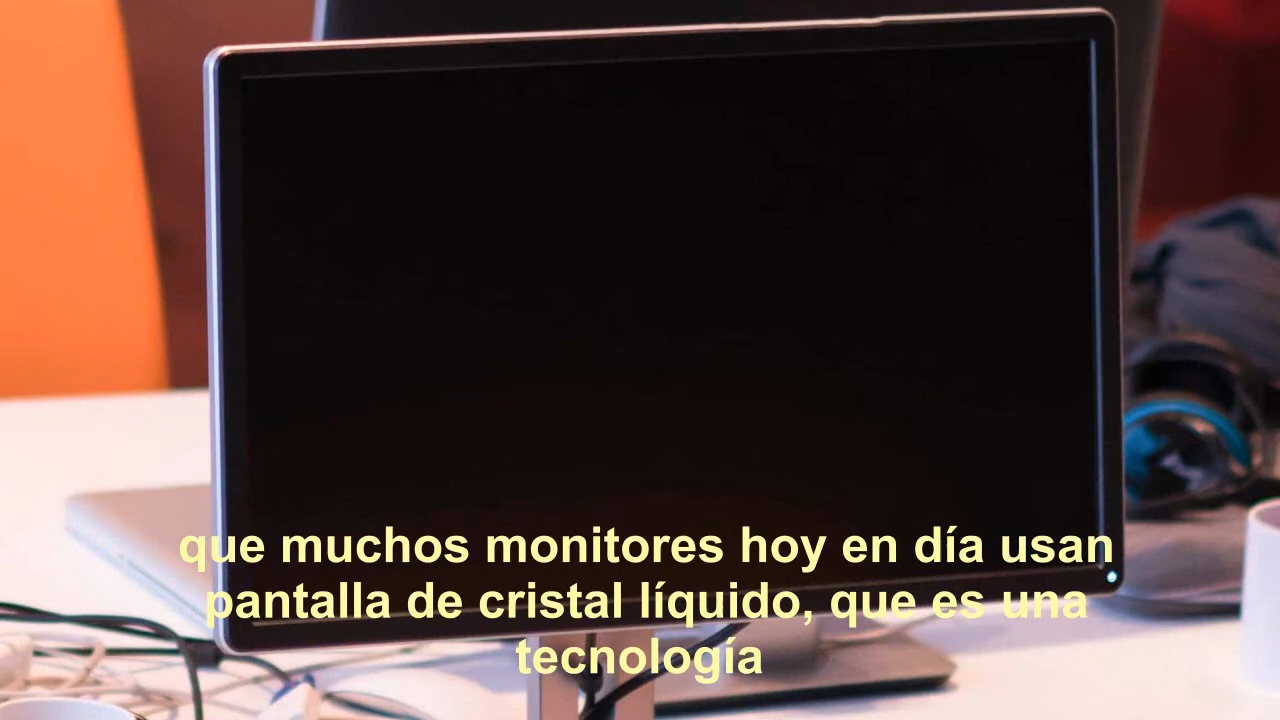 que muchos monitores hoy en día usan
pantalla de cristal líquido, que es una
tecnología